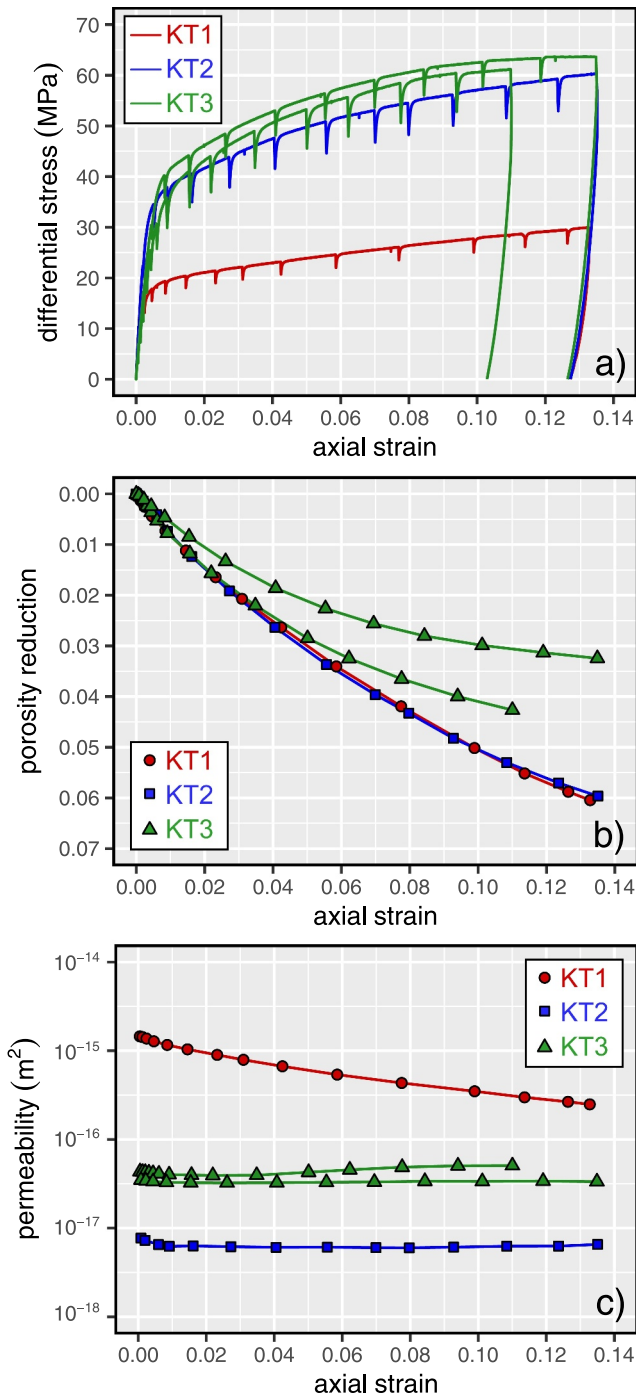 70
60
50
40
30
20
10
0
differential stress (MPa)
KT1
KT2
KT3
a)
0.00 0.02 0.04 0.06 0.08 0.10 0.12 0.14
axial strain
0.00
0.01
0.02
0.03
0.04
0.05
0.06
0.07
porosity reduction
KT1
KT2
KT3
b)
0.00 0.02 0.04 0.06 0.08 0.10 0.12 0.14
axial strain
10⁻¹⁴
10⁻¹⁵
10⁻¹⁶
10⁻¹⁷
10⁻¹⁸
permeability (m²)
KT1
KT2
KT3
c)
0.00 0.02 0.04 0.06 0.08 0.10 0.12 0.14
axial strain